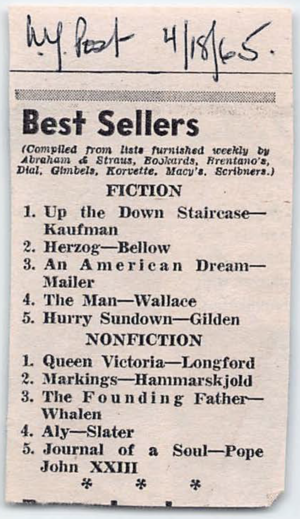 N.Y. Post 4/18/65.
Best Sellers
(Compiled from lists furnished weekly by
Abraham & Straus, Bookards, Brentano's,
Dial, Gimbels, Korvette, Macy's. Scribners.)
FICTION
1. Up the Down Staircase—
Kaufman
2. Herzog—Bellow
3. An American Dream—
Mailer
4. The Man—Wallace
5. Hurry Sundown—Gilden
NONFICTION
1. Queen Victoria—Longford
2. Markings—Hammarskjold
3. The Founding Father—
Whalen
4. Aly—Slater
5. Journal of a Soul—Pope
John XXIII
* * *